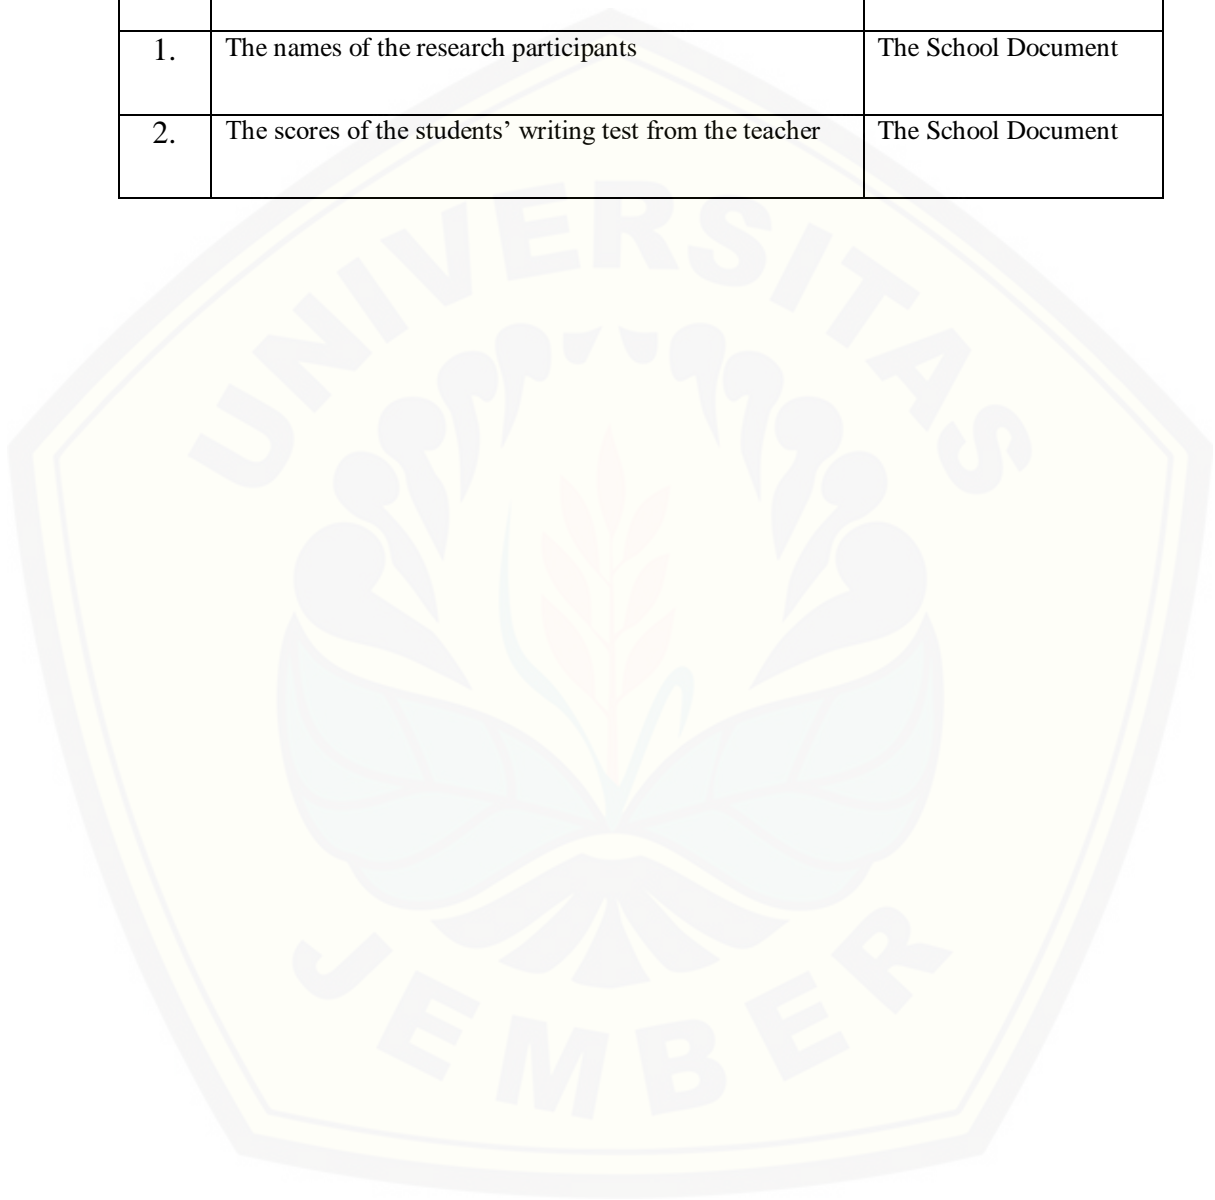 1. The names of the research participants The School Document
2. The scores of the students’ writing test from the teacher The School Document
UNIVERSITAS
JEMBER